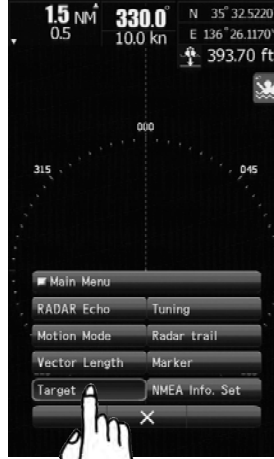 1.5 NM 330.0° N 35° 32.5220
0.5 10.0 kn E 136° 26.1170'
393.70 ft
000
315 045
Main Menu
RADAR Echo Tuning
Motion Mode Radar trail
Vector Length Marker
Target NMEA Info. Set
X